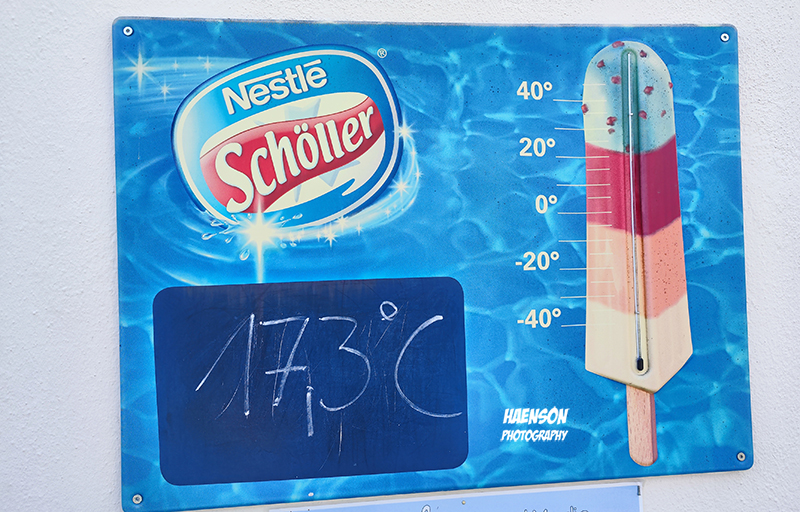 Nestlé
®
Schöller
40°
20°
0°
-20°
-40°
17,3°C
HAENSON
PHOTOGRAPHY